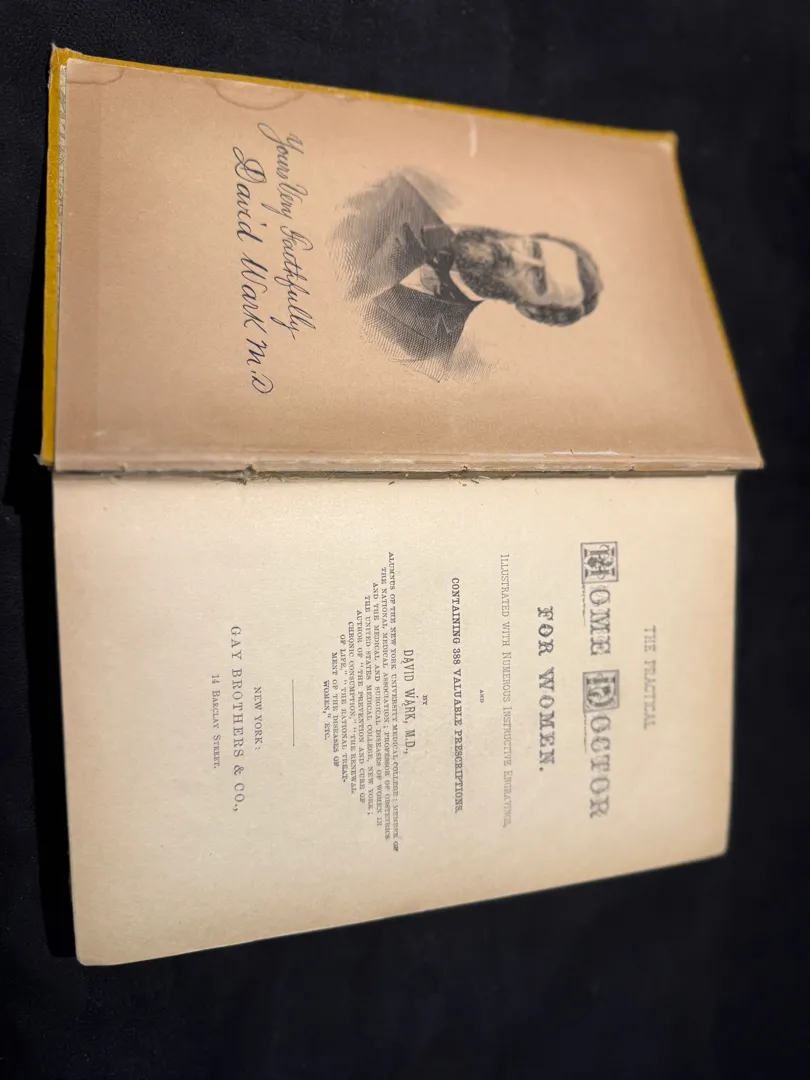 Yours Very Faithfully
David Wark M.D
THE PRACTICAL
HOME DOCTOR
FOR WOMEN.
ILLUSTRATED WITH NUMEROUS INSTRUCTIVE ENGRAVINGS,
AND
CONTAINING 388 VALUABLE PRESCRIPTIONS.
BY
DAVID WARK, M.D.,
ALUMNUS OF THE NEW YORK UNIVERSITY MEDICAL COLLEGE; MEMBER OF
THE NATIONAL MEDICAL ASSOCIATION; PROFESSOR OF OBSTETRICS
AND THE MEDICAL AND SURGICAL DISEASES OF WOMEN IN
THE UNITED STATES MEDICAL COLLEGE, NEW YORK;
AUTHOR OF "THE PREVENTION AND CURE OF
CHRONIC CONSUMPTION," "THE RENEWAL
OF LIFE," "THE RATIONAL TREAT-
MENT OF THE DISEASES OF
WOMEN," ETC.
NEW YORK:
GAY BROTHERS & CO.,
14 BARCLAY STREET.